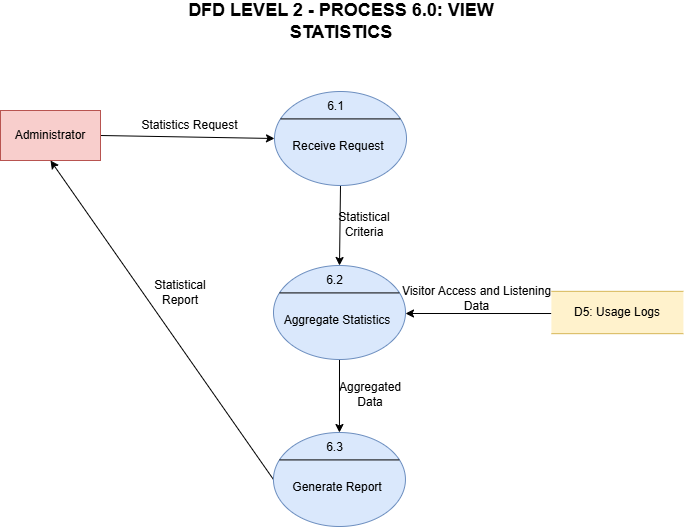 DFD LEVEL 2 - PROCESS 6.0: VIEW
STATISTICS
6.1
Administrator
Statistics Request
Receive Request
Statistical
Criteria
6.2
Visitor Access and Listening
Data
Aggregate Statistics
D5: Usage Logs
Statistical
Report
Aggregated
Data
6.3
Generate Report